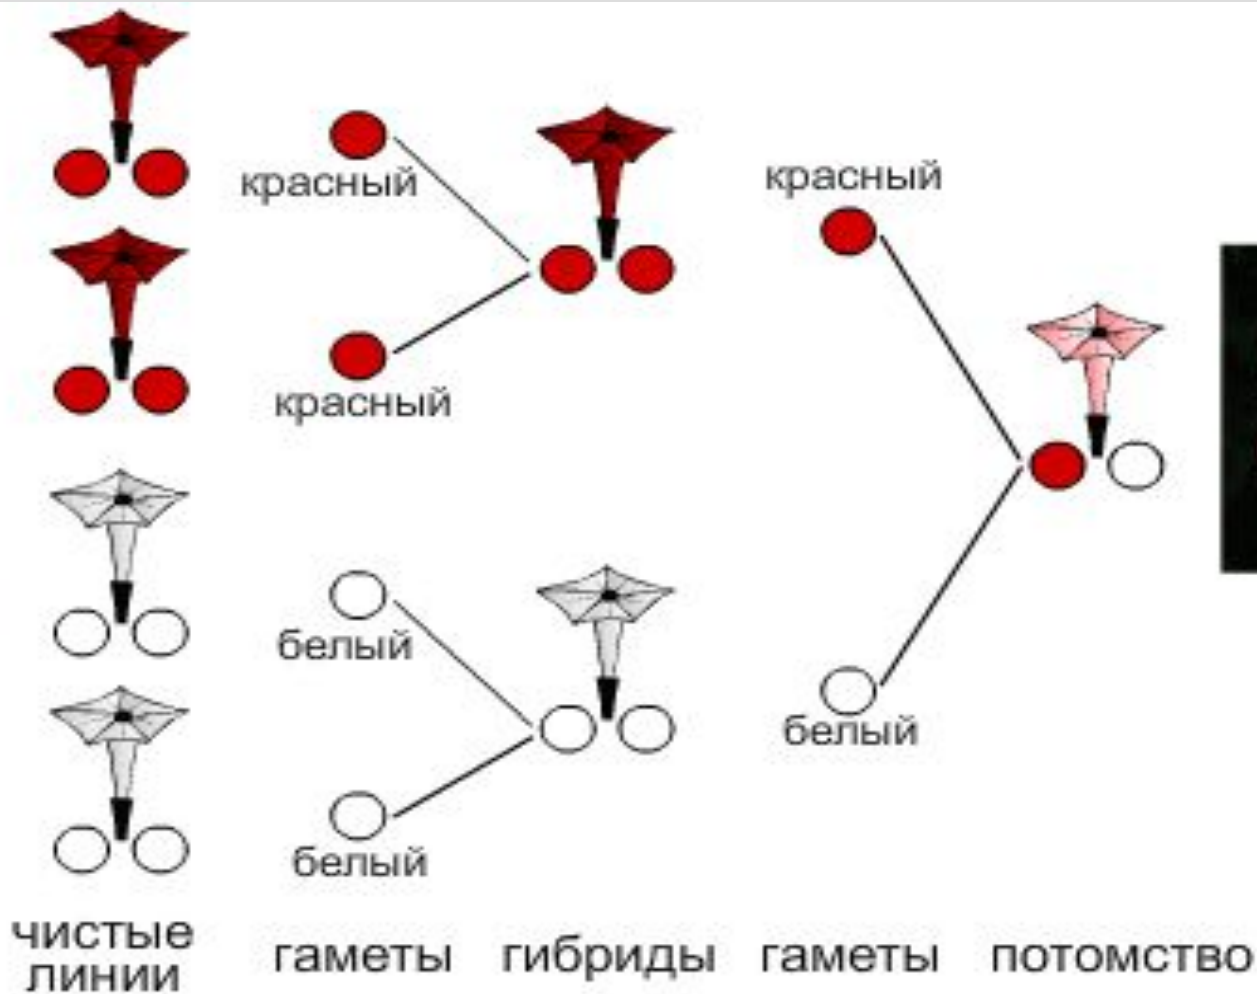 красный
красный
красный
белый
белый
белый
чистые
линии
гаметы
гибриды
гаметы
потомство